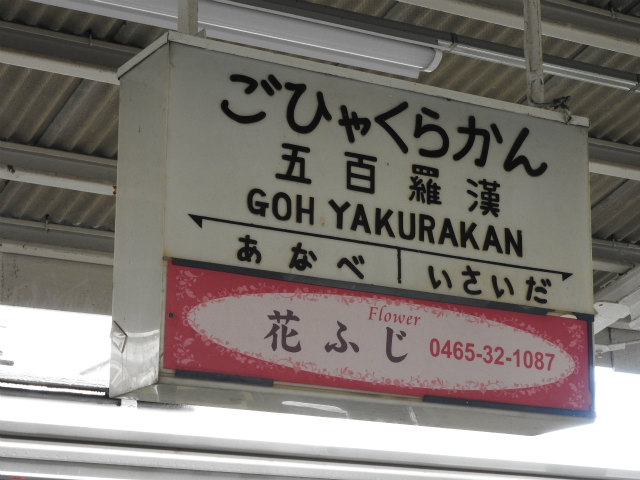 ごひゃくらかん
五百羅漢
GOH YAKURAKAN
あなべ いさいだ
Flower
花ふじ 0465-32-1087